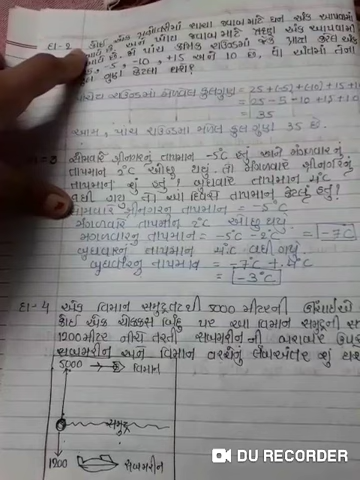 દા-2 કોઈ એક પ્રશ્નોત્તરીમાં સાચા જવાબ માટે ધન અંક આપવામાં
આવે છે અને ખોટા જવાબ માટે ઋણ અંક આપવામાં
આવે છે. જો પાંચ ક્રમિક રાઉન્ડમાં જેક
-5, -10, +15 અને 10 છે, તો અંતમાં તેના
કુલ ગુણ કેટલા થશે?
પાંચેય રાઉન્ડમાં મેળવેલ કુલ ગુણ = 25 + (-5) + (-10) + 15 + 10
= 25 - 5 - 10 + 15 + 10
= 35
આમ, પાંચ રાઉન્ડમાં મળેલ કુલ ગુણ 35 છે.
સોમવારે શ્રીનગરનું તાપમાન -5°C હતું અને મંગળવારનું
તાપમાન 2°C ઓછું થયું. તો મંગળવારે શ્રીનગરનું
તાપમાન શું હતું? બુધવારે તાપમાન 4°C
વધી ગયું. તો આ દિવસે તાપમાન કેટલું હતું?
સોમવારે શ્રીનગરનું તાપમાન = -5°C
મંગળવારે તાપમાન 2°C ઓછું થયું
મંગળવારનું તાપમાન = -5°C - 2°C = -7°C
બુધવારનું તાપમાન 4°C વધી ગયું
બુધવારનું તાપમાન = -7°C + 4°C
= -3°C
દા-4 એક વિમાન સમુદ્રતટથી 5000 મીટરની ઊંચાઈએ
કોઈ એક ચોક્કસ બિંદુ પર આ વિમાન સમુદ્રની સપાટીથી
1200 મીટર નીચે તરતી સબમરીનની બરાબર ઉપર
સબમરીન અને વિમાન વચ્ચેનું લંબઅંતર શું થશે
5000 → વિમાન
સમુદ્ર
1200 સબમરીન
DU RECORDER